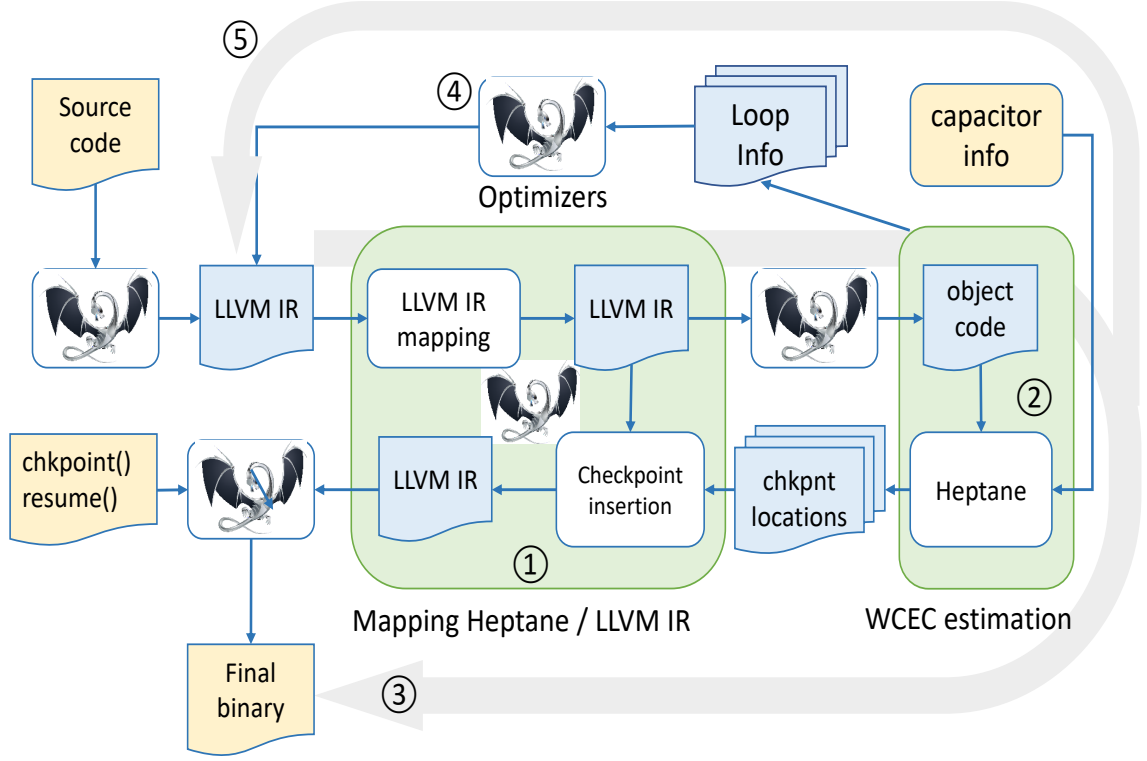 ⑤
④
Source
code
Loop
Info
capacitor
info
Optimizers
LLVM IR
LLVM IR
mapping
LLVM IR
object
code
②
chkpoint()
resume()
LLVM IR
Checkpoint
insertion
chkpnt
locations
Heptane
①
Mapping Heptane / LLVM IR
WCEC estimation
Final
binary
③